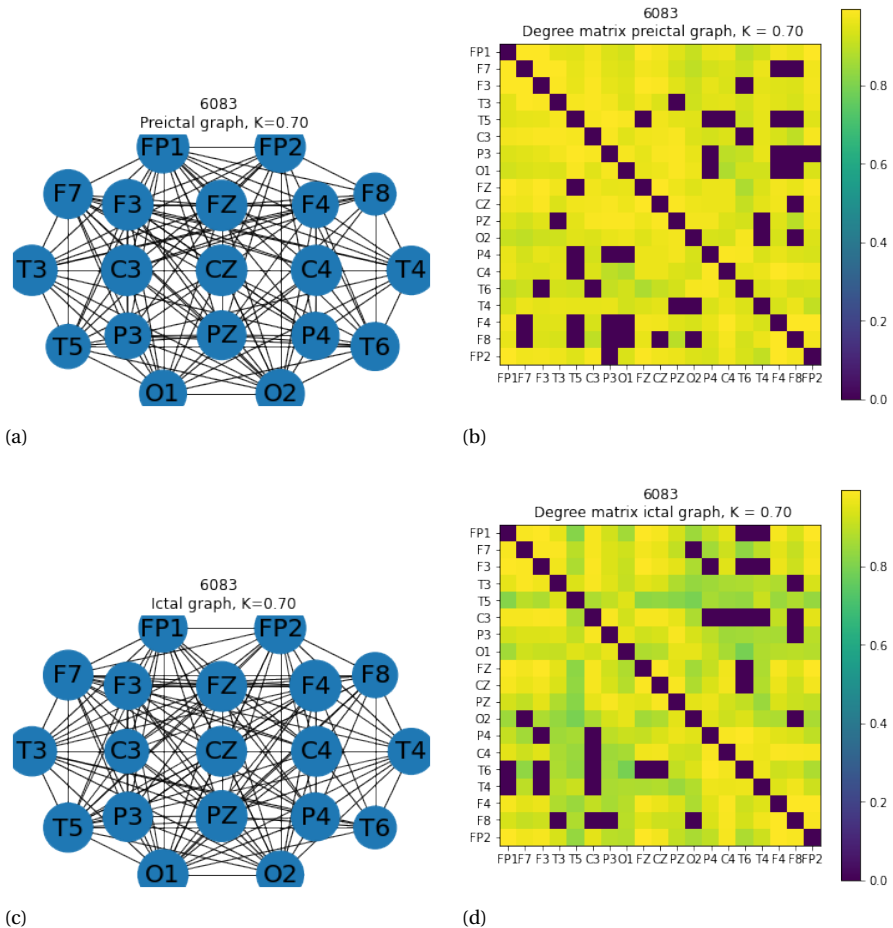 6083
Preictal graph, K=0.70
FP1 FP2
F7 F3 FZ F4 F8
T3 C3 CZ C4 T4
T5 P3 PZ P4 T6
O1 O2
(a)
6083
Degree matrix preictal graph, K = 0.70
FP1
F7
F3
T3
T5
C3
P3
O1
FZ
CZ
PZ
O2
P4
C4
T6
T4
F4
F8
FP2
FP1 F7 F3 T3 T5 C3 P3 O1 FZ CZ PZ O2 P4 C4 T6 T4 F4 F8 FP2
0.8
0.6
0.4
0.2
0.0
(b)
6083
Ictal graph, K=0.70
FP1 FP2
F7 F3 FZ F4 F8
T3 C3 CZ C4 T4
T5 P3 PZ P4 T6
O1 O2
(c)
6083
Degree matrix ictal graph, K = 0.70
FP1
F7
F3
T3
T5
C3
P3
O1
FZ
CZ
PZ
O2
P4
C4
T6
T4
F4
F8
FP2
FP1 F7 F3 T3 T5 C3 P3 O1 FZ CZ PZ O2 P4 C4 T6 T4 F4 F8 FP2
0.8
0.6
0.4
0.2
0.0
(d)